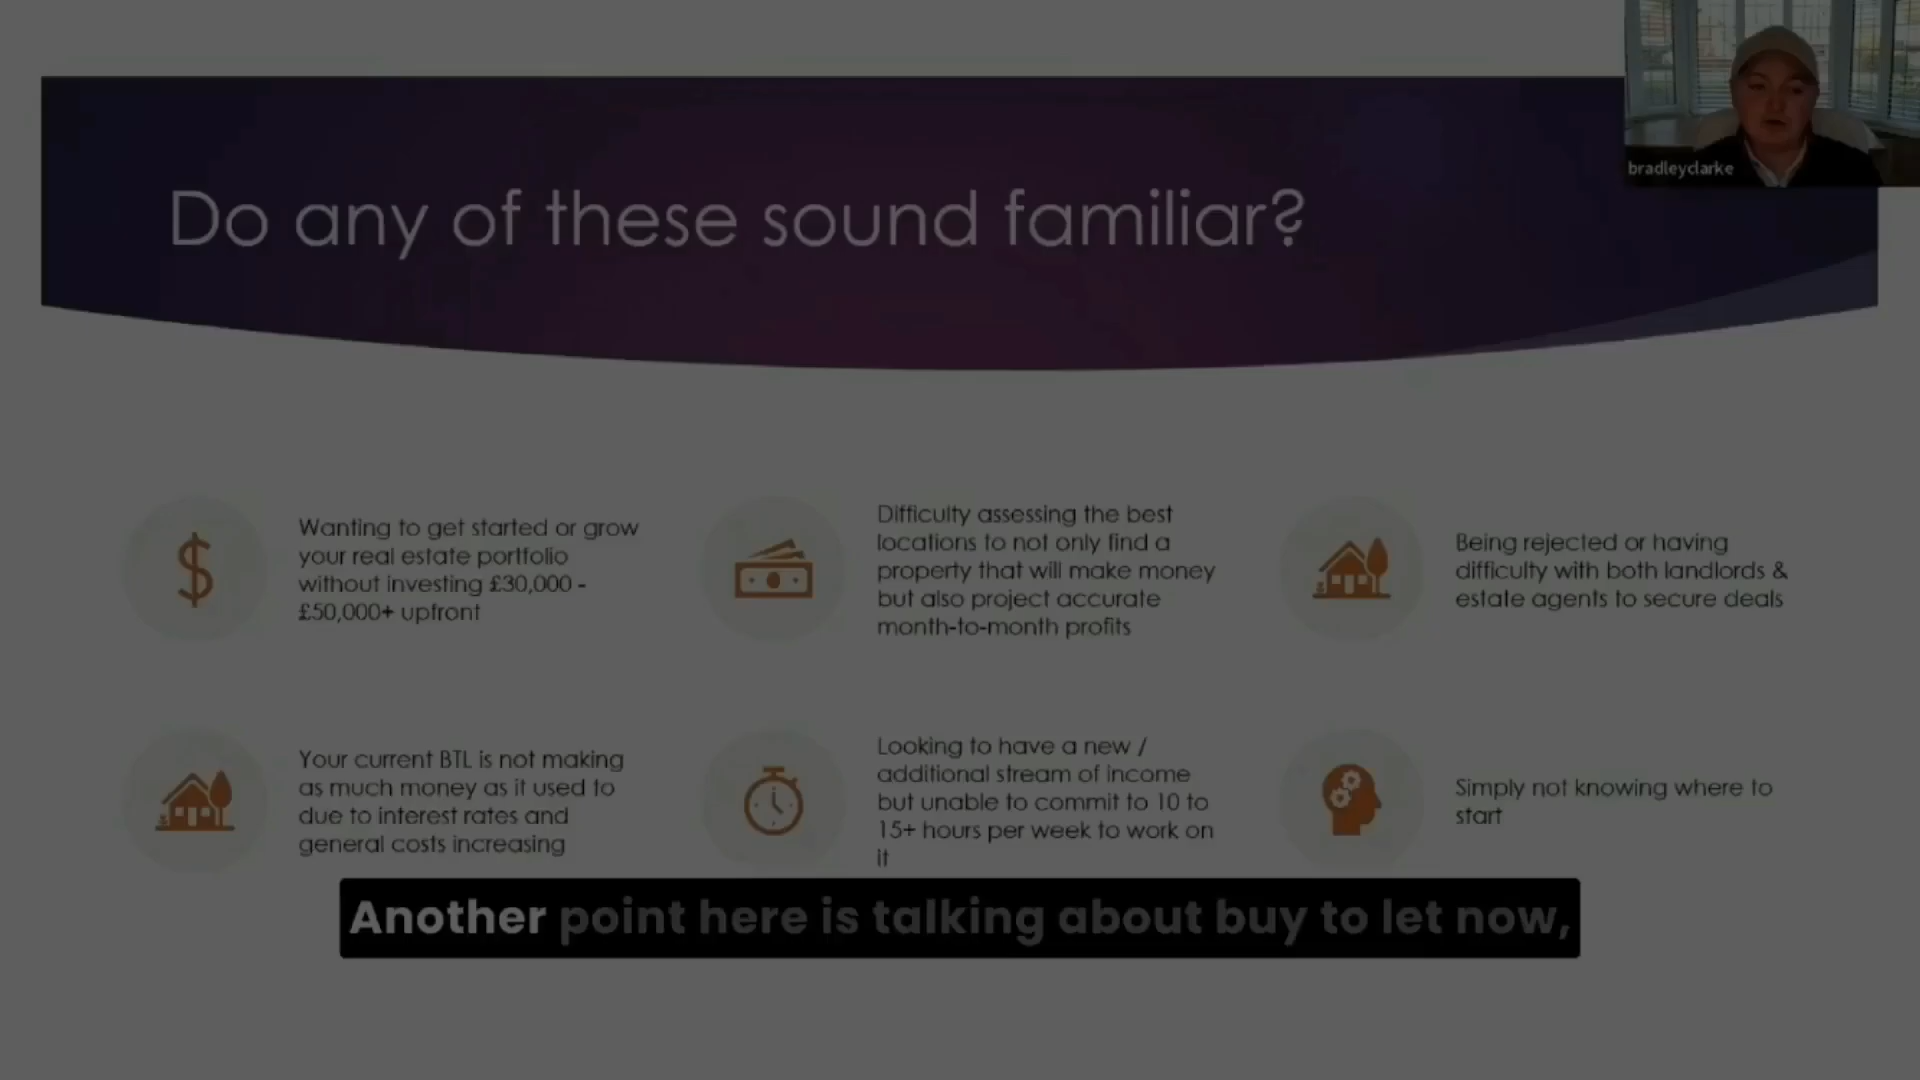 bradleyclarke
Do any of these sound familiar?
Wanting to get started or grow
your real estate portfolio
without investing £30,000 -
£50,000+ upfront
Difficulty assessing the best
locations to not only find a
property that will make money
but also project accurate
month-to-month profits
Being rejected or having
difficulty with both landlords &
estate agents to secure deals
Your current BTL is not making
as much money as it used to
due to interest rates and
general costs increasing
Looking to have a new /
additional stream of income
but unable to commit to 10 to
15+ hours per week to work on
it
Simply not knowing where to
start
Another point here is talking about buy to let now,